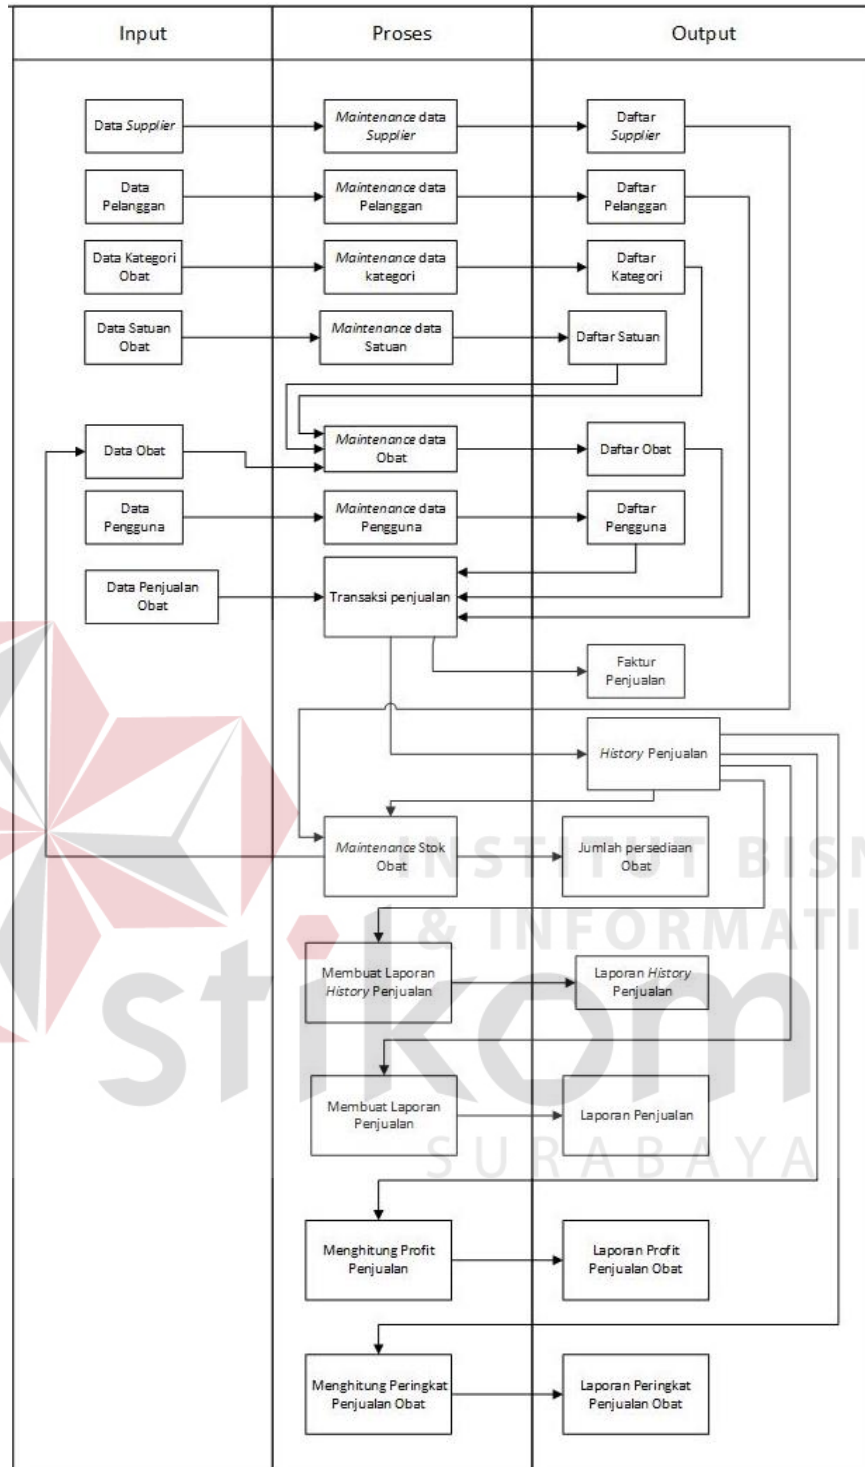 Input
Proses
Output
Data Supplier
Maintenance data
Supplier
Daftar
Supplier
Data
Pelanggan
Maintenance data
Pelanggan
Daftar
Pelanggan
Data Kategori
Obat
Maintenance data
kategori
Daftar
Kategori
Data Satuan
Obat
Maintenance data
Satuan
Daftar Satuan
Data Obat
Maintenance data
Obat
Daftar Obat
Data
Pengguna
Maintenance data
Pengguna
Daftar
Pengguna
Data Penjualan
Obat
Transaksi penjualan
Faktur
Penjualan
History Penjualan
Maintenance Stok
Obat
Jumlah persediaan
Obat
INSTITUT BISN
& INFORMATI
Membuat Laporan
History Penjualan
Laporan History
Penjualan
stikom
Membuat Laporan
Penjualan
Laporan Penjualan
SURABAYA
Menghitung Profit
Penjualan
Laporan Profit
Penjualan Obat
Menghitung Peringkat
Penjualan Obat
Laporan Peringkat
Penjualan Obat